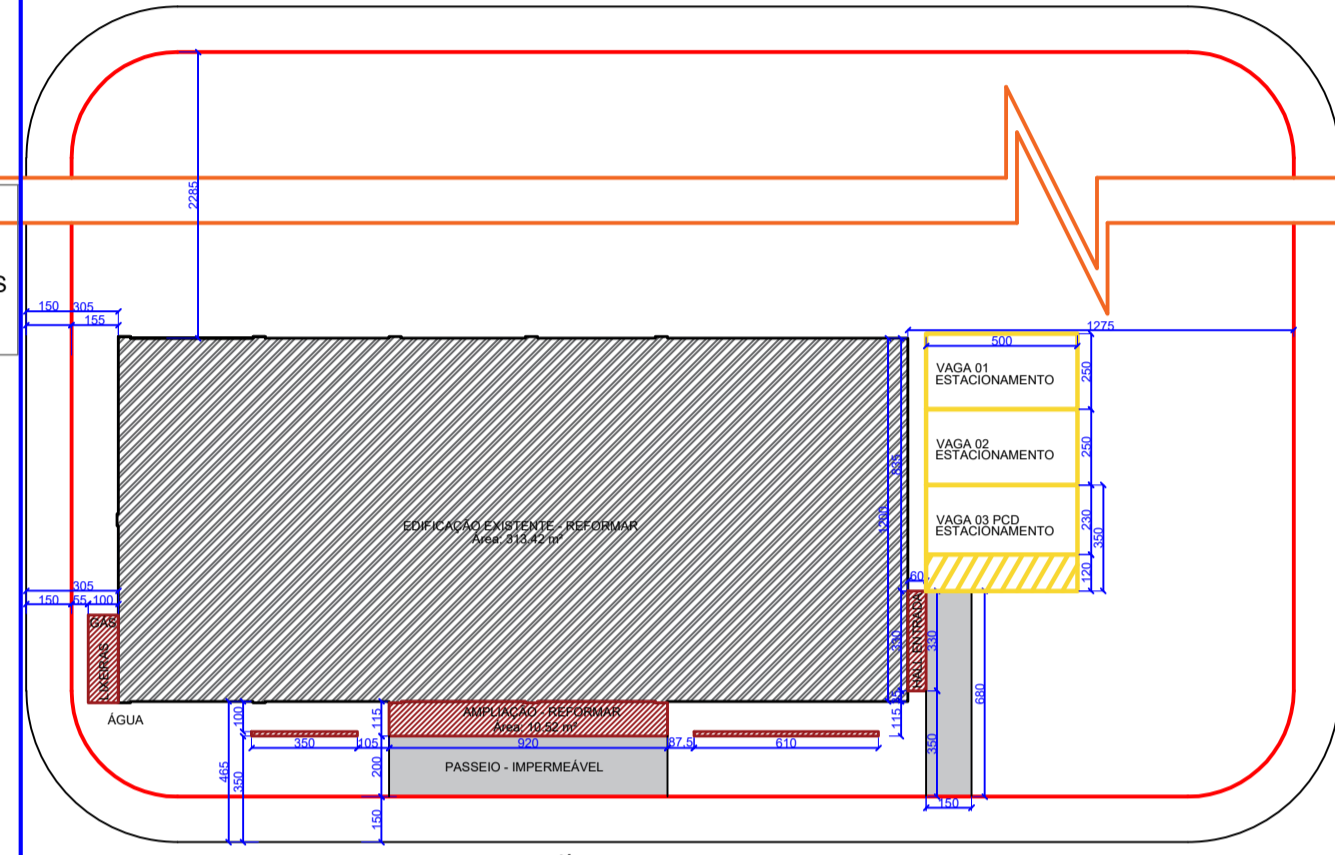 2285
S
150
305
155
1275
500
VAGA 01
ESTACIONAMENTO
250
VAGA 02
ESTACIONAMENTO
250
835
1200
EDIFICAÇÃO EXISTENTE - REFORMAR
Área: 313.42 m²
VAGA 03 PCD
ESTACIONAMENTO
230
350
120
60
305
150
55
100
GÁS
LIXEIRAS
HALL ENTRADA
330
330
680
25
115
ÁGUA
100
115
AMPLIAÇÃO - REFORMAR
Área: 10.52 m²
350
105
920
87.5
610
465
350
200
PASSEIO - IMPERMEÁVEL
350
150
150